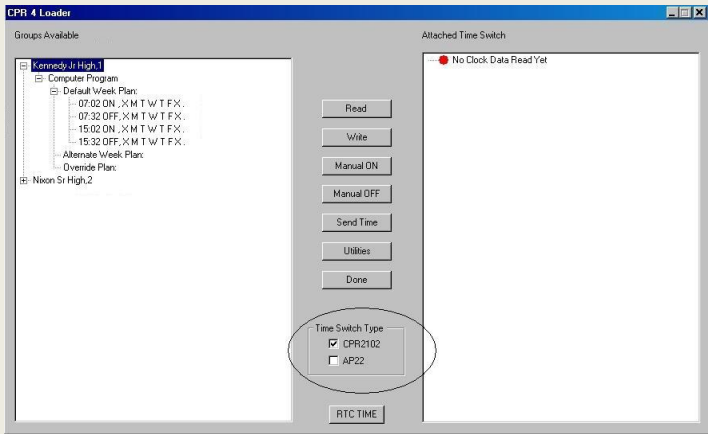 CPR 4 Loader
Groups Available
Kennedy Jr High,1
Computer Program
Default Week Plan:
07:02 ON ,X M T W T F X .
07:32 OFF,X M T W T F X .
15:02 ON ,X M T W T F X .
15:32 OFF,X M T W T F X .
Alternate Week Plan:
Override Plan:
Nixon Sr High,2
Read
Write
Manual ON
Manual OFF
Send Time
Utilities
Done
Time Switch Type
CPR2102
AP22
RTC TIME
Attached Time Switch
No Clock Data Read Yet